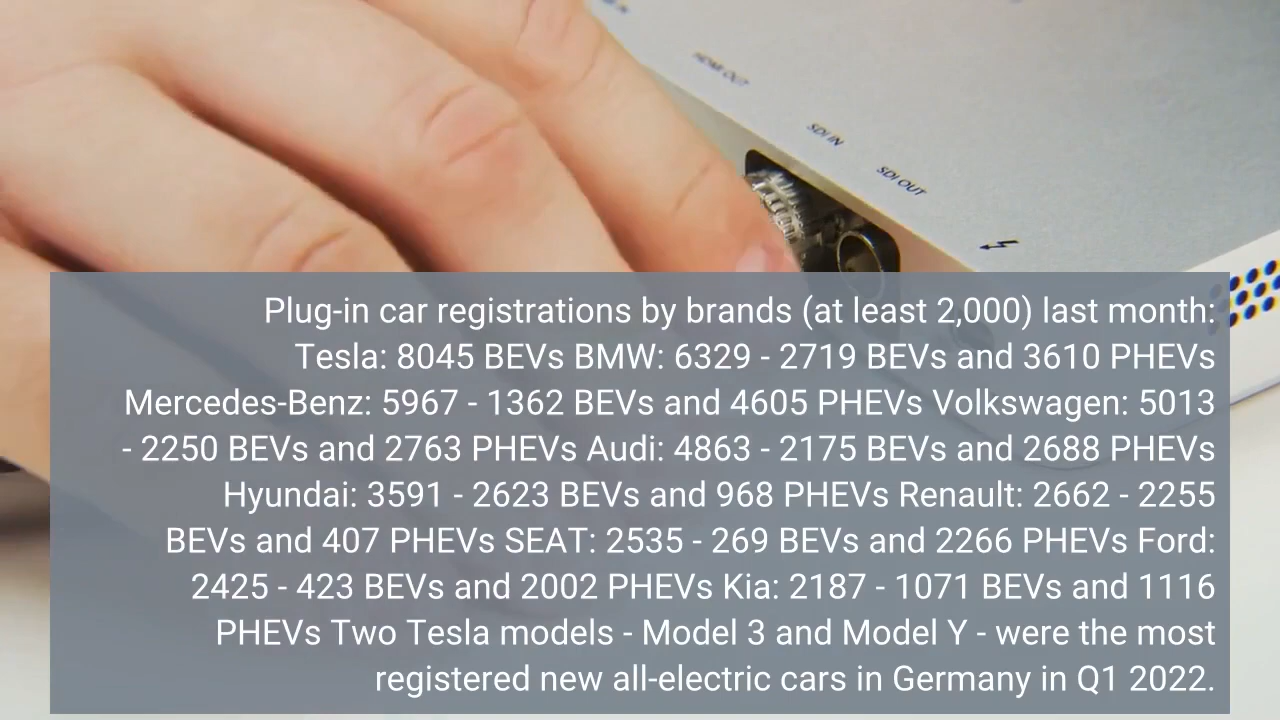 HDMI OUT
SDI IN
SDI OUT
Plug-in car registrations by brands (at least 2,000) last month:
Tesla: 8045 BEVs BMW: 6329 - 2719 BEVs and 3610 PHEVs
Mercedes-Benz: 5967 - 1362 BEVs and 4605 PHEVs Volkswagen: 5013
- 2250 BEVs and 2763 PHEVs Audi: 4863 - 2175 BEVs and 2688 PHEVs
Hyundai: 3591 - 2623 BEVs and 968 PHEVs Renault: 2662 - 2255
BEVs and 407 PHEVs SEAT: 2535 - 269 BEVs and 2266 PHEVs Ford:
2425 - 423 BEVs and 2002 PHEVs Kia: 2187 - 1071 BEVs and 1116
PHEVs Two Tesla models - Model 3 and Model Y - were the most
registered new all-electric cars in Germany in Q1 2022.